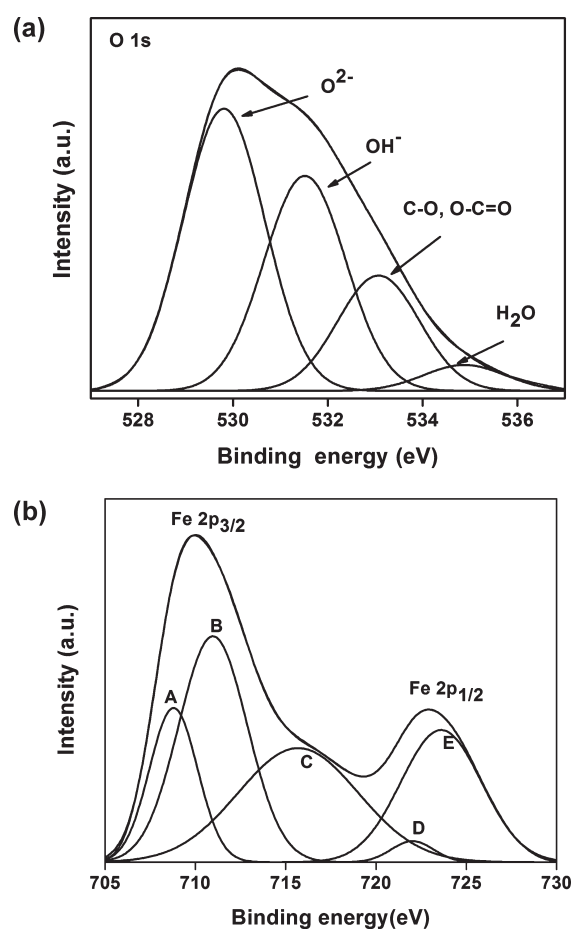 (a)
O 1s
O2-
OH-
C-O, O-C=O
H2O
Intensity (a.u.)
528 530 532 534 536
Binding energy (eV)
(b)
Fe 2p3/2
B
A
Fe 2p1/2
E
C
D
Intensity (a.u.)
705 710 715 720 725 730
Binding energy(eV)